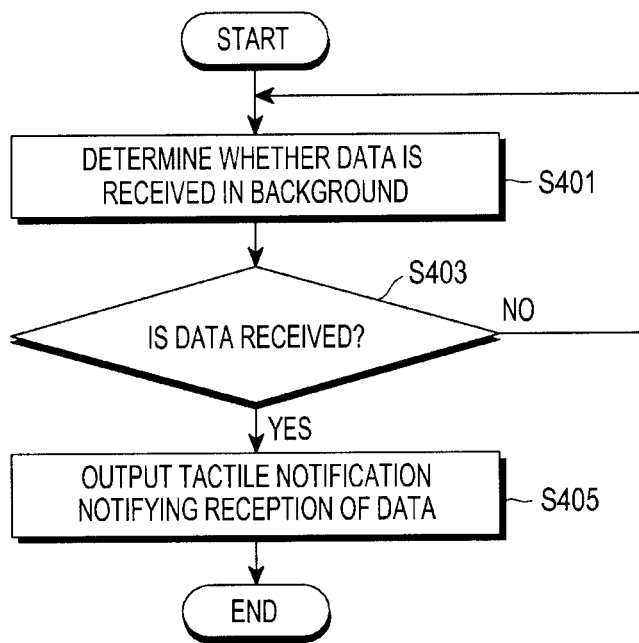 START
DETERMINE WHETHER DATA IS
RECEIVED IN BACKGROUND
S401
S403
IS DATA RECEIVED?
NO
YES
OUTPUT TACTILE NOTIFICATION
NOTIFYING RECEPTION OF DATA
S405
END